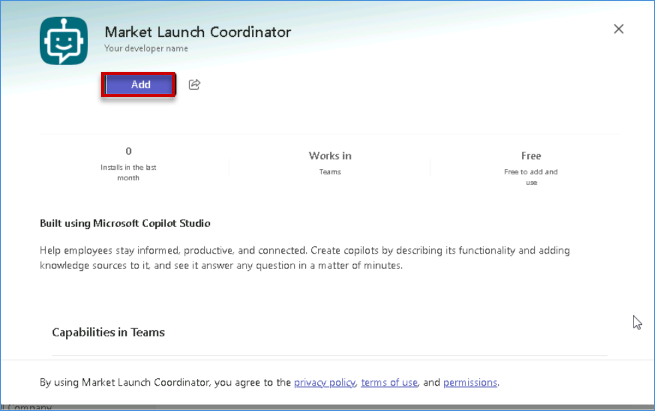 Market Launch Coordinator
Your developer name
Add
0
Installs in the last
month
Works in
Teams
Free
Free to add and
use
Built using Microsoft Copilot Studio
Help employees stay informed, productive, and connected. Create copilots by describing its functionality and adding
knowledge sources to it, and see it answer any question in a matter of minutes.
Capabilities in Teams
By using Market Launch Coordinator, you agree to the privacy policy, terms of use, and permissions.
Company